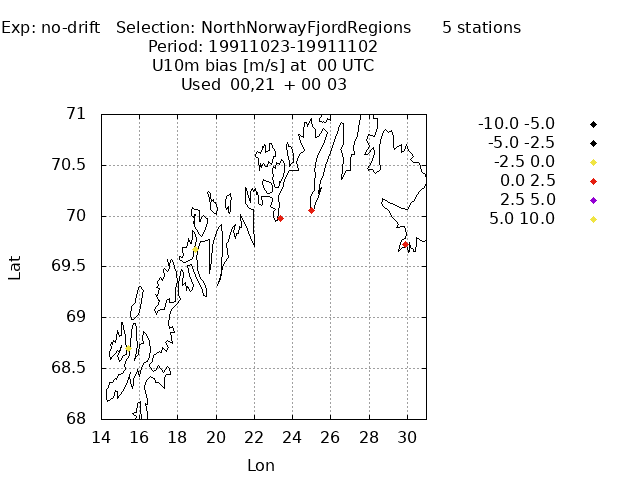 Exp: no-drift   Selection: NorthNorwayFjordRegions      5 stations
Period: 19911023-19911102
U10m bias [m/s] at  00 UTC
Used  00,21  + 00 03
-10.0 -5.0
-5.0 -2.5
-2.5 0.0
0.0 2.5
2.5 5.0
5.0 10.0
71
70.5
70
69.5
69
68.5
68
Lat
14 16 18 20 22 24 26 28 30
Lon